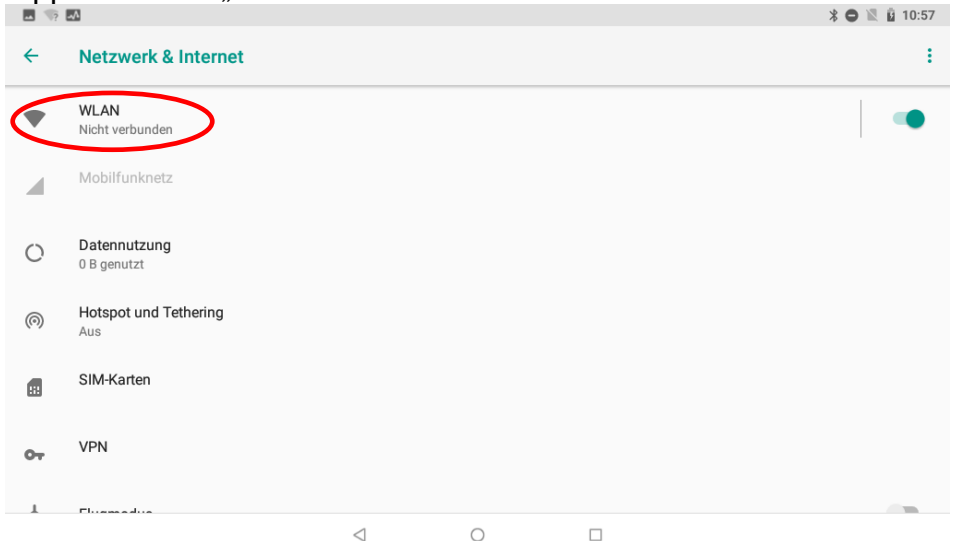 10:57
Netzwerk & Internet
WLAN
Nicht verbunden
Mobilfunknetz
Datennutzung
0 B genutzt
Hotspot und Tethering
Aus
SIM-Karten
VPN